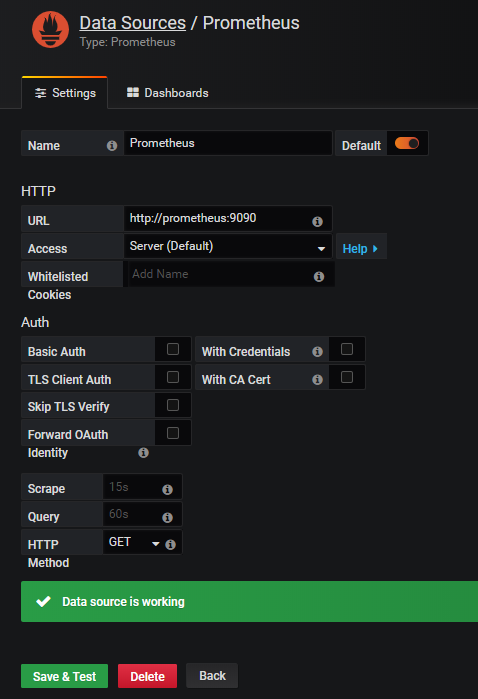 Data Sources / Prometheus
Type: Prometheus
Settings
Dashboards
Name
Prometheus
Default
HTTP
URL
http://prometheus:9090
Access
Server (Default)
Help
Whitelisted
Cookies
Add Name
Auth
Basic Auth
With Credentials
TLS Client Auth
With CA Cert
Skip TLS Verify
Forward OAuth
Identity
Scrape
15s
Query
60s
HTTP
Method
GET
Data source is working
Save & Test
Delete
Back